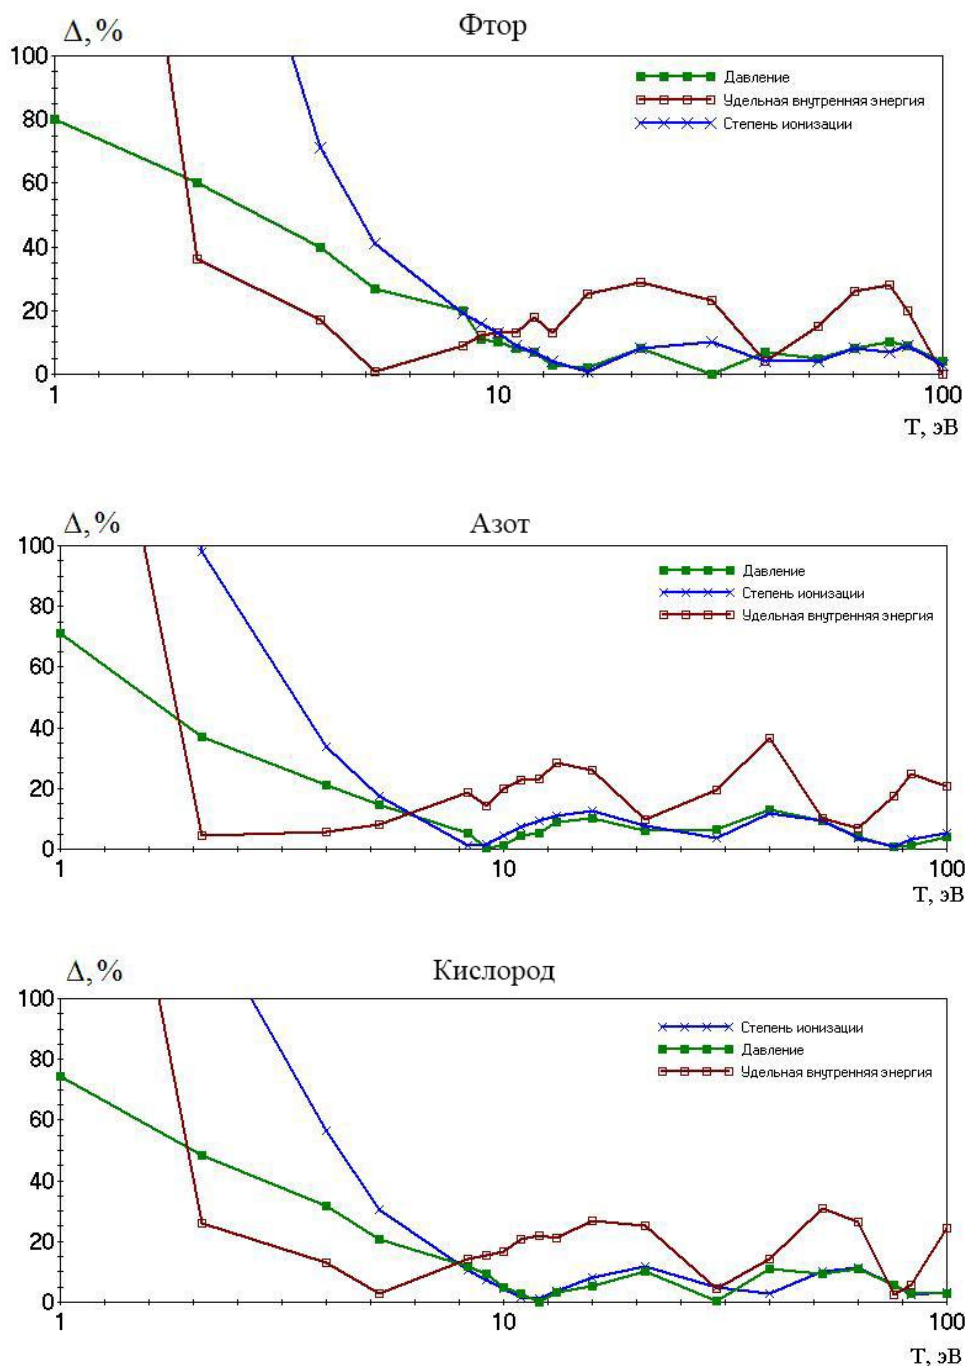 Фтор
Δ, %
100
80
60
40
20
0
Давление
Удельная внутренняя энергия
Степень ионизации
1
10
100
Т, эВ
Азот
Δ, %
100
80
60
40
20
0
Давление
Степень ионизации
Удельная внутренняя энергия
1
10
100
Т, эВ
Кислород
Δ, %
100
80
60
40
20
0
Степень ионизации
Давление
Удельная внутренняя энергия
1
10
100
Т, эВ